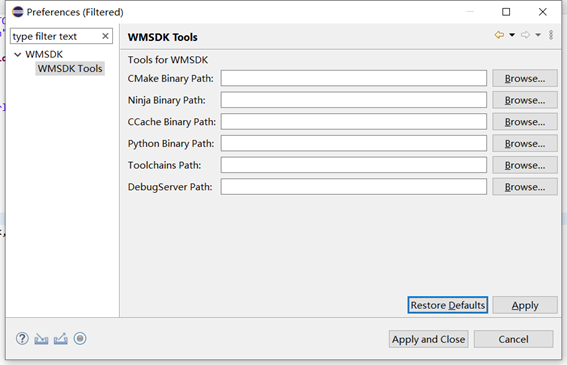 Preferences (Filtered)
type filter text
WMSDK
WMSDK Tools
WMSDK Tools
Tools for WMSDK
CMake Binary Path:
Browse...
Ninja Binary Path:
Browse...
CCache Binary Path:
Browse...
Python Binary Path:
Browse...
Toolchains Path:
Browse...
DebugServer Path:
Browse...
Restore Defaults
Apply
Apply and Close
Cancel